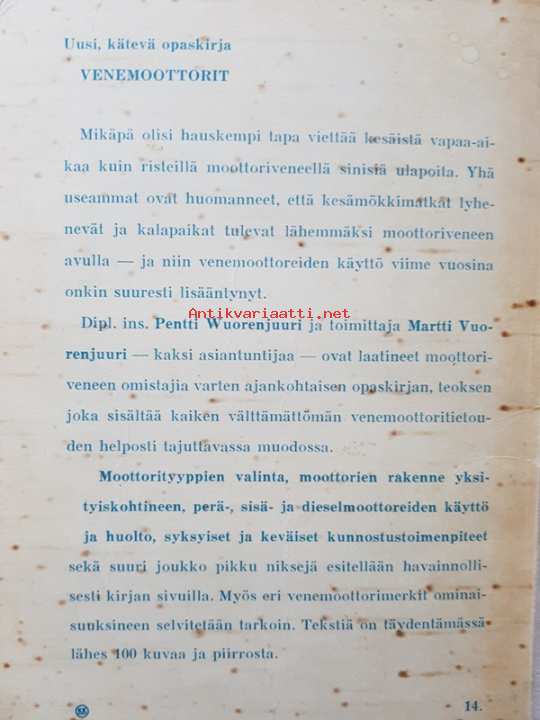 Uusi, kätevä opaskirja
VENEMOOTTORIT
Mikäpä olisi hauskempi tapa viettää kesäistä vapaa-ai-
kaa kuin risteillä moottoriveneellä sinisiä ulapoita. Yhä
useammat ovat huomanneet, että kesämökkimatkat lyhe-
nevät ja kalapaikat tulevat lähemmäksi moottoriveneen
avulla — ja niin venemoottoreiden käyttö viime vuosina
onkin suuresti lisääntynyt.
Antikvariaatti.net
Dipl. ins. Pentti Wuorenjuuri ja toimittaja Martti Vuo-
renjuuri — kaksi asiantuntijaa — ovat laatineet moottori-
veneen omistajia varten ajankohtaisen opaskirjan, teoksen
joka sisältää kaiken välttämättömän venemoottoritietou-
den helposti tajuttavassa muodossa.
Moottorityyppien valinta, moottorien rakenne yksi-
tyiskohtineen, perä-, sisä- ja dieselmoottoreiden käyttö
ja huolto, syksyiset ja keväiset kunnostustoimenpiteet
sekä suuri joukko pikku niksejä esitellään havainnolli-
sesti kirjan sivuilla. Myös eri venemoottorimerkit ominai-
suuksineen selvitetään tarkoin. Tekstiä on täydentämässä
lähes 100 kuvaa ja piirrosta.
14.